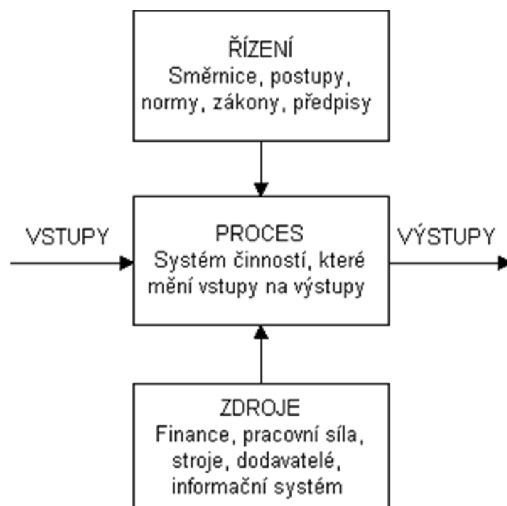 ŘÍZENÍ
Směrnice, postupy,
normy, zákony, předpisy
VSTUPY
PROCES
Systém činností, které
mění vstupy na výstupy
VÝSTUPY
ZDROJE
Finance, pracovní síla,
stroje, dodavatelé,
informační systém